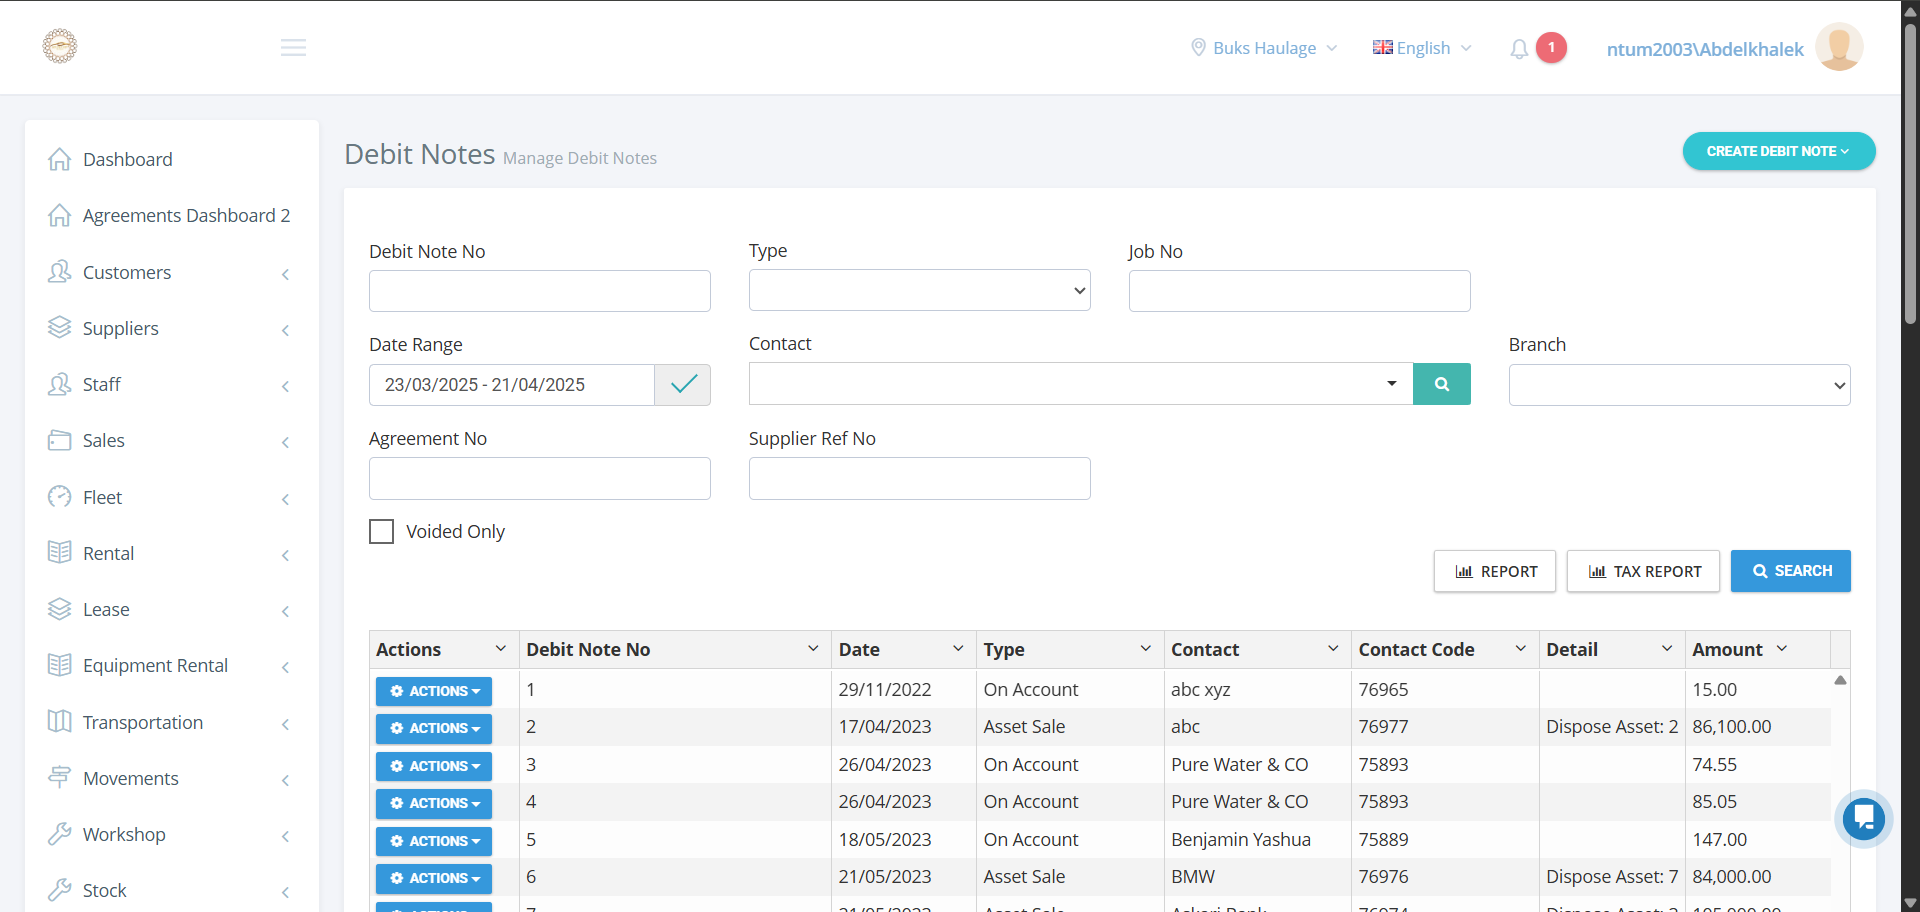 Buks Haulage
English
1
ntum2003\Abdelkhalek
Dashboard
Agreements Dashboard 2
Customers
Suppliers
Staff
Sales
Fleet
Rental
Lease
Equipment Rental
Transportation
Movements
Workshop
Stock
Debit Notes Manage Debit Notes
CREATE DEBIT NOTE
Debit Note No
Type
Job No
Date Range
23/03/2025 - 21/04/2025
Contact
Branch
Agreement No
Supplier Ref No
Voided Only
REPORT
TAX REPORT
SEARCH
Actions Debit Note No Date Type Contact Contact Code Detail Amount
ACTIONS 1 29/11/2022 On Account abc xyz 76965 15.00
ACTIONS 2 17/04/2023 Asset Sale abc 76977 Dispose Asset: 2 86,100.00
ACTIONS 3 26/04/2023 On Account Pure Water & CO 75893 74.55
ACTIONS 4 26/04/2023 On Account Pure Water & CO 75893 85.05
ACTIONS 5 18/05/2023 On Account Benjamin Yashua 75889 147.00
ACTIONS 6 21/05/2023 Asset Sale BMW 76976 Dispose Asset: 7 84,000.00